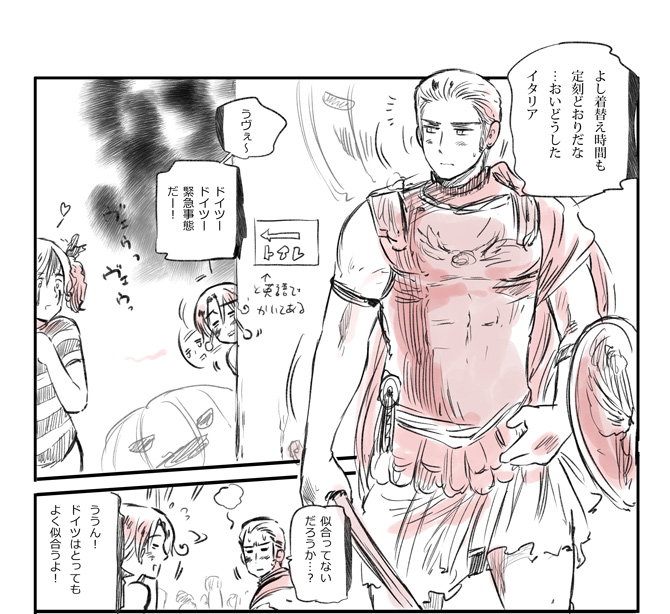 よし着替え時間も
定刻どおりだな
…おいどうした
イタリア
うヴぇ〜
ドイツー
ドイツー
緊急事態
だー！
トイレ
↑
と英語で
かいてある
ヴェらっ
ヴェらっ
似合ってない
だろうか…？
ううん！
ドイツはとっても
よく似合うよ！